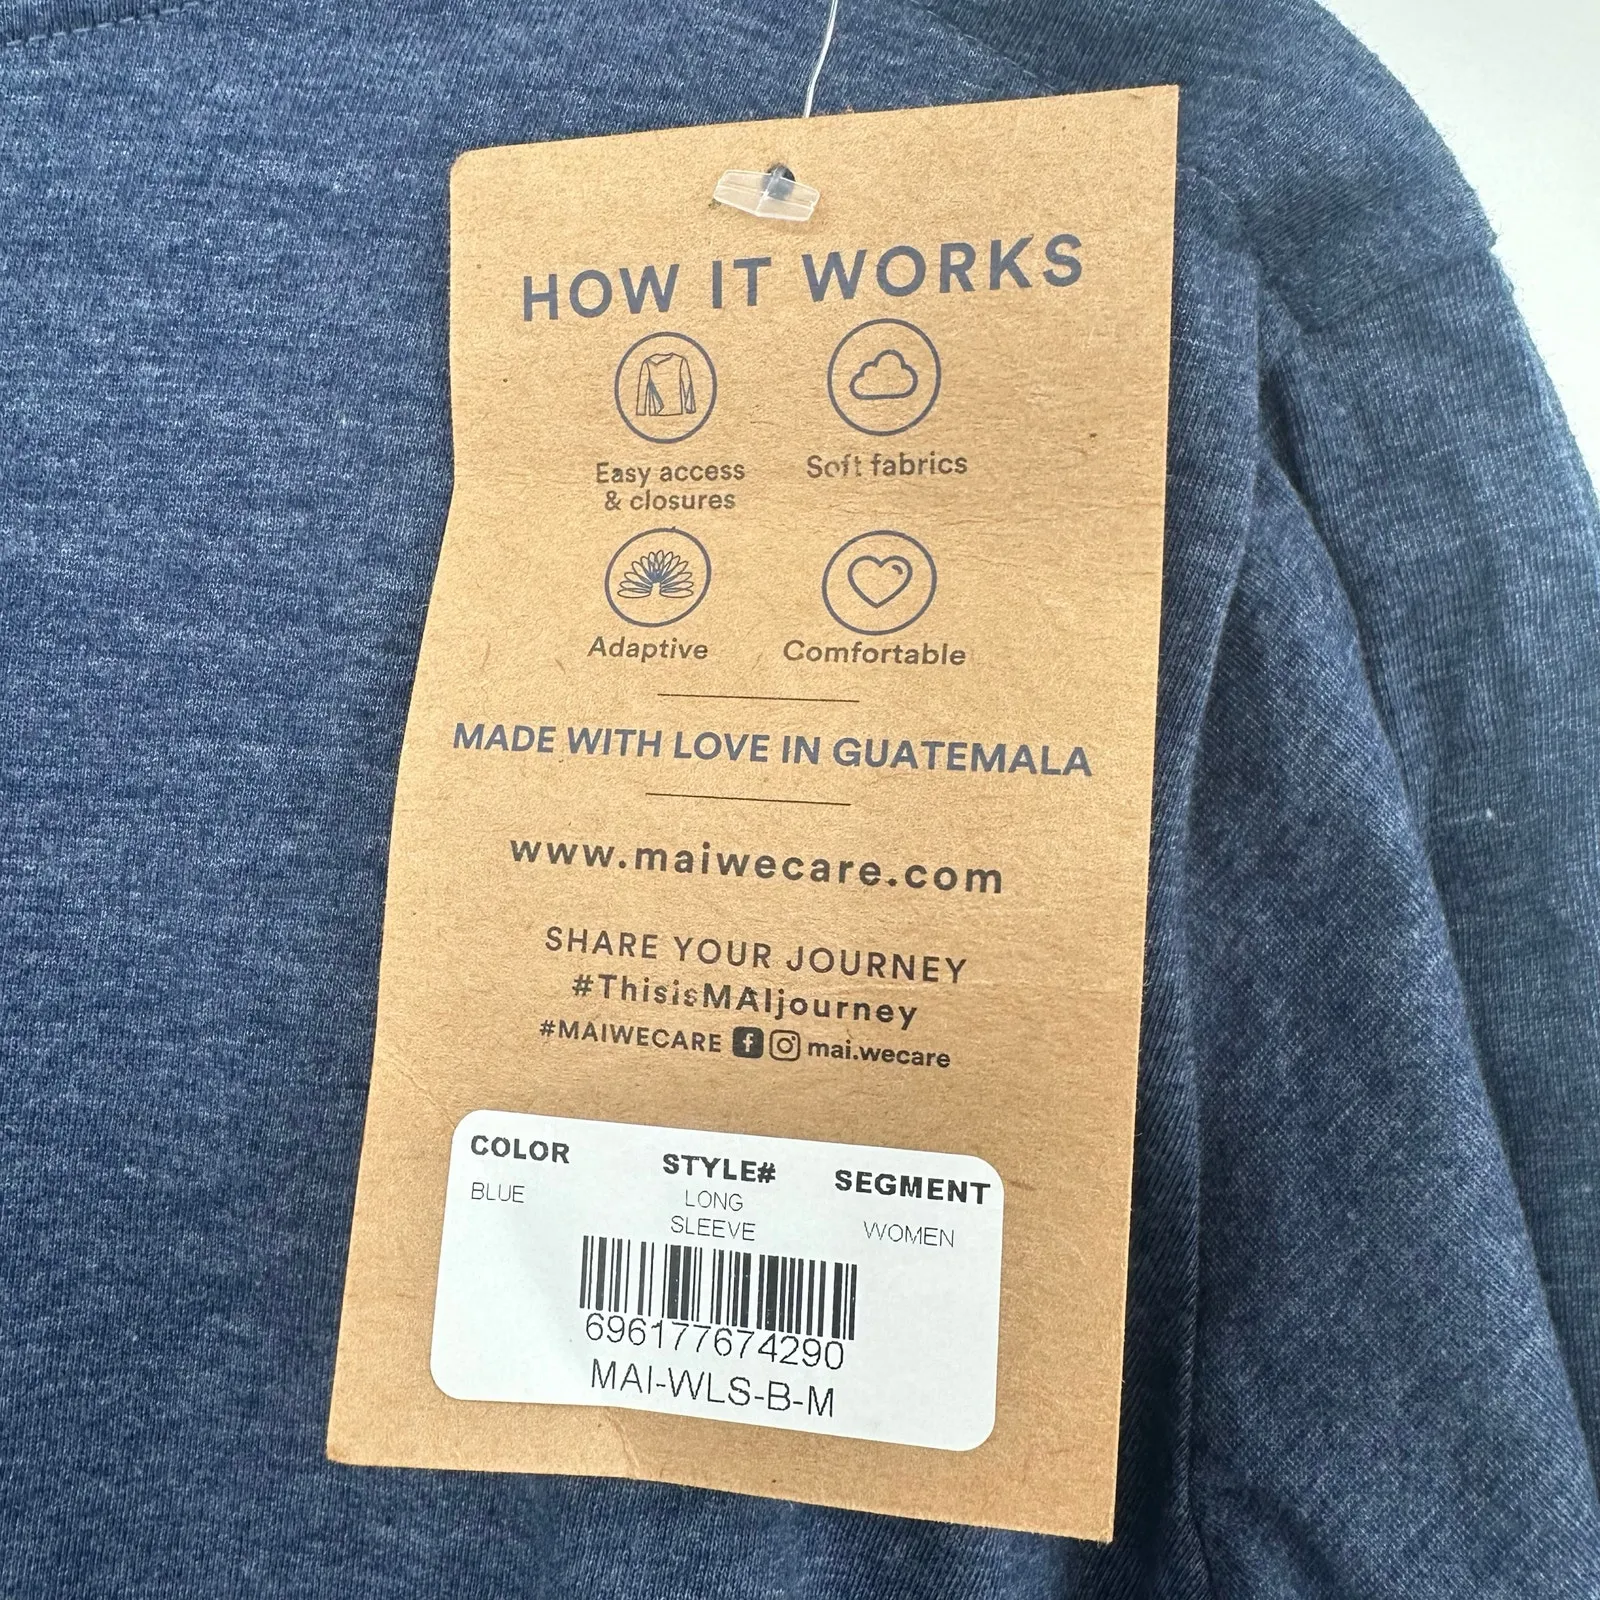 HOW IT WORKS
Easy access
& closures
Soft fabrics
Adaptive
Comfortable
MADE WITH LOVE IN GUATEMALA
www.maiwecare.com
SHARE YOUR JOURNEY
#ThisisMAIjourney
#MAIWECARE f mai.wecare
COLOR STYLE# SEGMENT
BLUE LONG SLEEVE WOMEN
696177674290
MAI-WLS-B-M